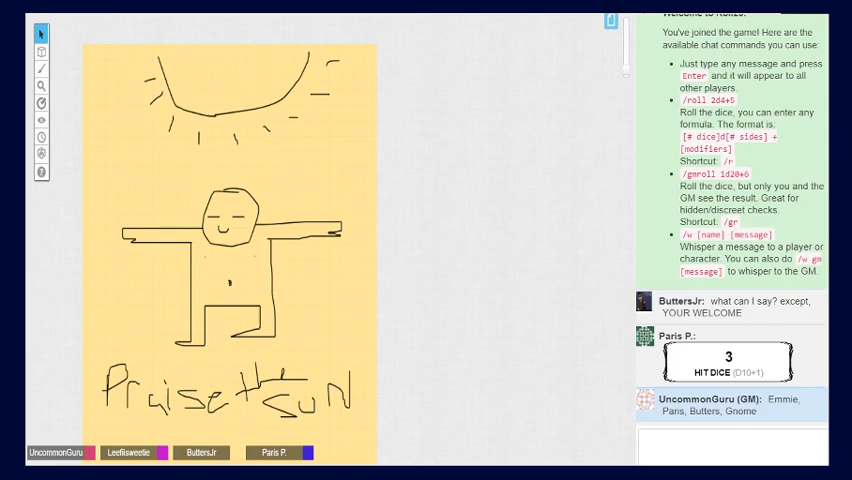 Praise the
SUN
UncommonGuru
Leefiisweetie
ButtersJr
Paris P.
You've joined the game! Here are the
available chat commands you can use:
Just type any message and press
Enter and it will appear to all
other players.
/roll 2d4+5
Roll the dice, you can enter any
formula. The format is:
[# dice]d[# sides] +
[modifiers]
Shortcut: /r
/gmroll 1d20+6
Roll the dice, but only you and the
GM see the result. Great for
hidden/discreet checks.
Shortcut: /gr
/w [name] [message]
Whisper a message to a player or
character. You can also do /w gm
[message] to whisper to the GM.
ButtersJr: what can I say? except,
YOUR WELCOME
Paris P.:
3
HIT DICE (D10+1)
UncommonGuru (GM): Emmie,
Paris, Butters, Gnome